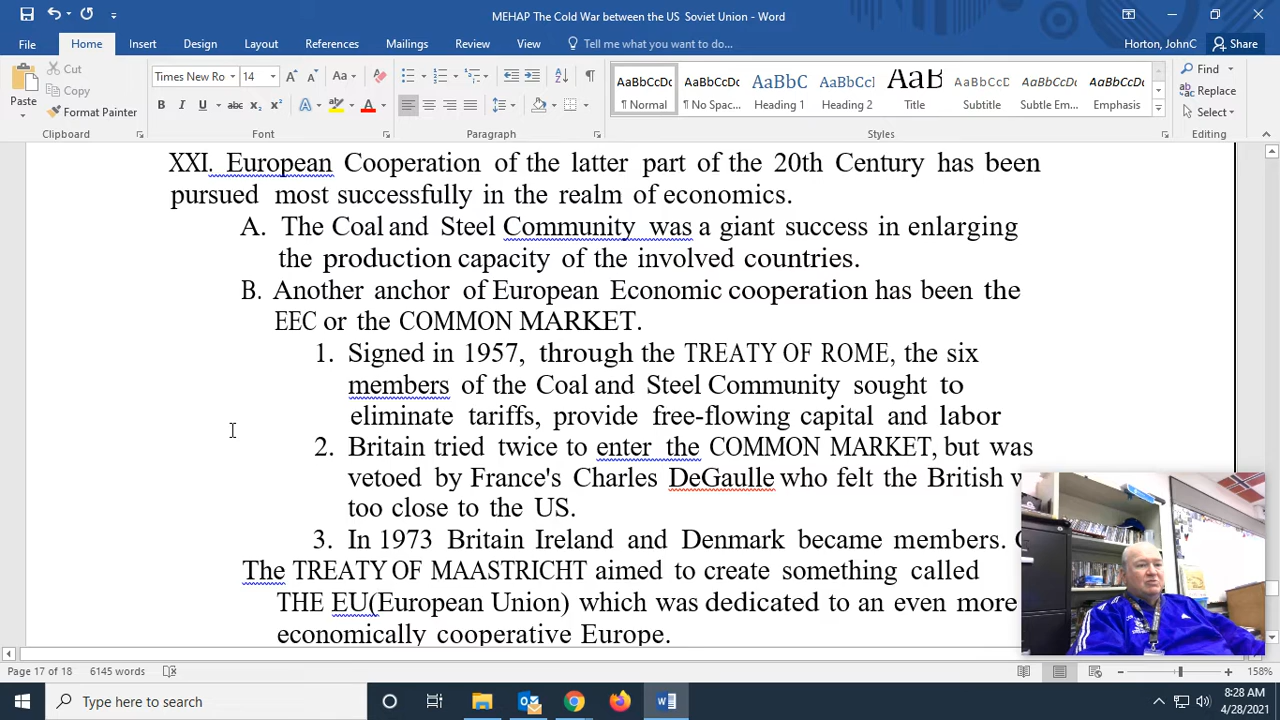 MEHAP The Cold War between the US Soviet Union - Word
File Home Insert Design Layout References Mailings Review View Tell me what you want to do... Horton, JohnC Share
Paste Cut Copy Format Painter Clipboard
Times New Ro 14 Aa
B I U abc X₂ X² A A Font
Paragraph
AaBbCcDc AaBbCcDc AaBbC AaBbCcI AaB AaBbCcD AaBbCcDc AaBbCcDc
¶ Normal ¶ No Spac... Heading 2 Title Subtitle Subtle Em... Emphasis
Styles
Find Replace Select Editing
XXI. European Cooperation of the latter part of the 20th Century has been
pursued most successfully in the realm of economics.
A. The Coal and Steel Community was a giant success in enlarging
the production capacity of the involved countries.
B. Another anchor of European Economic cooperation has been the
EEC or the COMMON MARKET.
1. Signed in 1957, through the TREATY OF ROME, the six
members of the Coal and Steel Community sought to
eliminate tariffs, provide free-flowing capital and labor
2. Britain tried twice to enter the COMMON MARKET, but was
vetoed by France's Charles DeGaulle who felt the British
too close to the US.
3. In 1973 Britain Ireland and Denmark became members.
The TREATY OF MAASTRICHT aimed to create something called
THE EU(European Union) which was dedicated to an even more
economically cooperative Europe.
Page 17 of 18 6145 words 158%
Type here to search
8:28 AM
4/28/2021